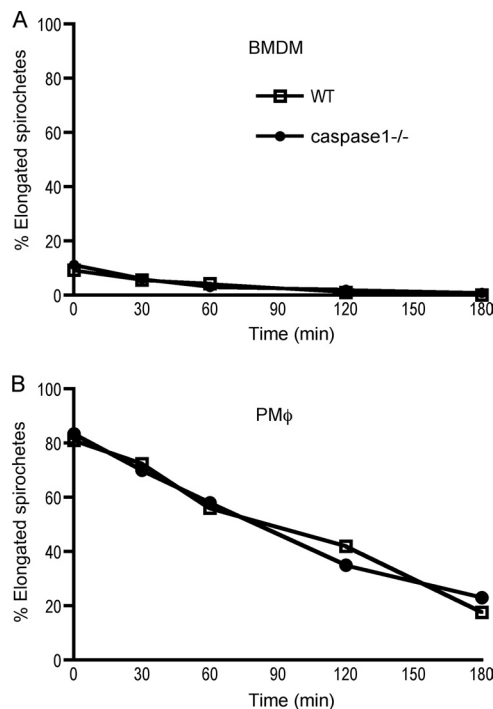 A
BMDM
WT
caspase1-/-
% Elongated spirochetes
100
80
60
40
20
0
0 30 60 90 120 150 180
Time (min)
B
PMϕ
% Elongated spirochetes
100
80
60
40
20
0
0 30 60 90 120 150 180
Time (min)